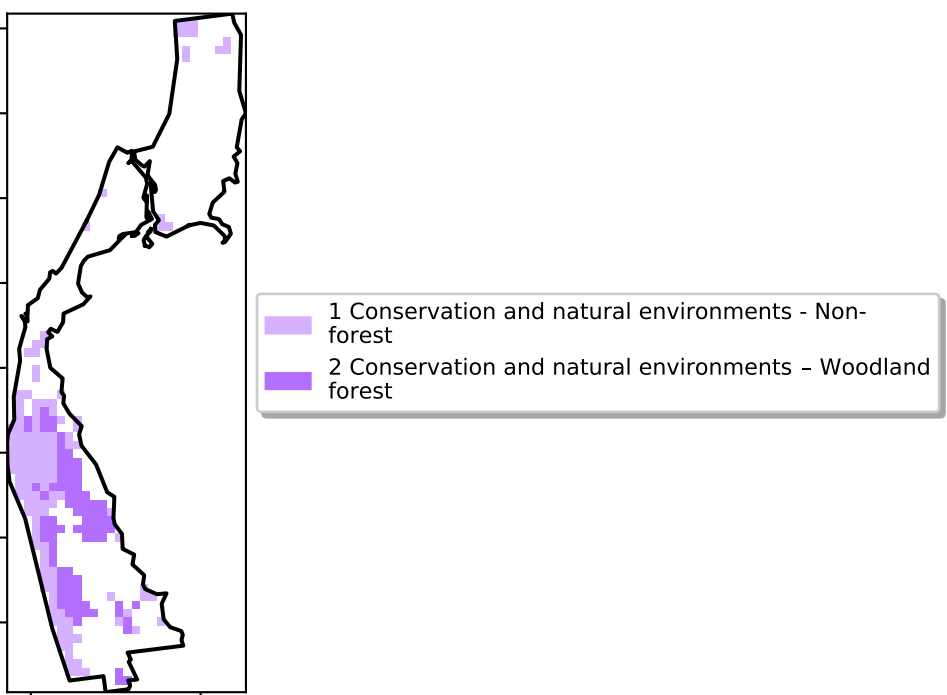 1 Conservation and natural environments - Non-
forest
2 Conservation and natural environments – Woodland
forest